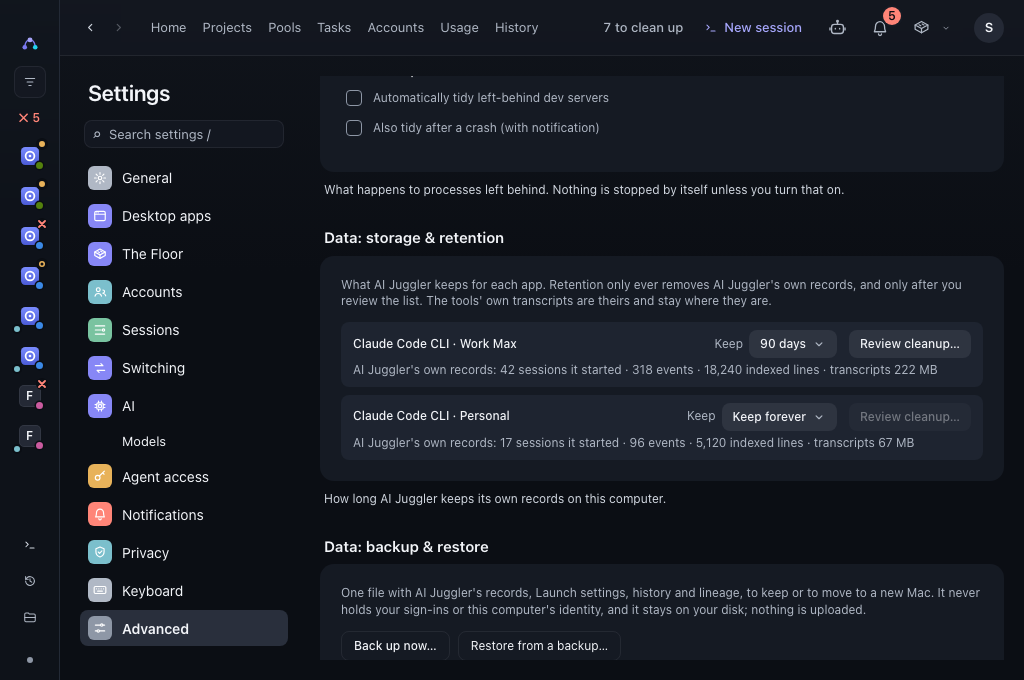 Home Projects Pools Tasks Accounts Usage History
7 to clean up
New session
5
S
5
F
F
Settings
Search settings /
General
Desktop apps
The Floor
Accounts
Sessions
Switching
AI
Models
Agent access
Notifications
Privacy
Keyboard
Advanced
Automatically tidy left-behind dev servers
Also tidy after a crash (with notification)
What happens to processes left behind. Nothing is stopped by itself unless you turn that on.
Data: storage & retention
What AI Juggler keeps for each app. Retention only ever removes AI Juggler's own records, and only after you
review the list. The tools' own transcripts are theirs and stay where they are.
Claude Code CLI · Work Max
Keep 90 days Review cleanup...
AI Juggler's own records: 42 sessions it started · 318 events · 18,240 indexed lines · transcripts 222 MB
Claude Code CLI · Personal
Keep Keep forever Review cleanup...
AI Juggler's own records: 17 sessions it started · 96 events · 5,120 indexed lines · transcripts 67 MB
How long AI Juggler keeps its own records on this computer.
Data: backup & restore
One file with AI Juggler's records, Launch settings, history and lineage, to keep or to move to a new Mac. It never
holds your sign-ins or this computer's identity, and it stays on your disk; nothing is uploaded.
Back up now... Restore from a backup...